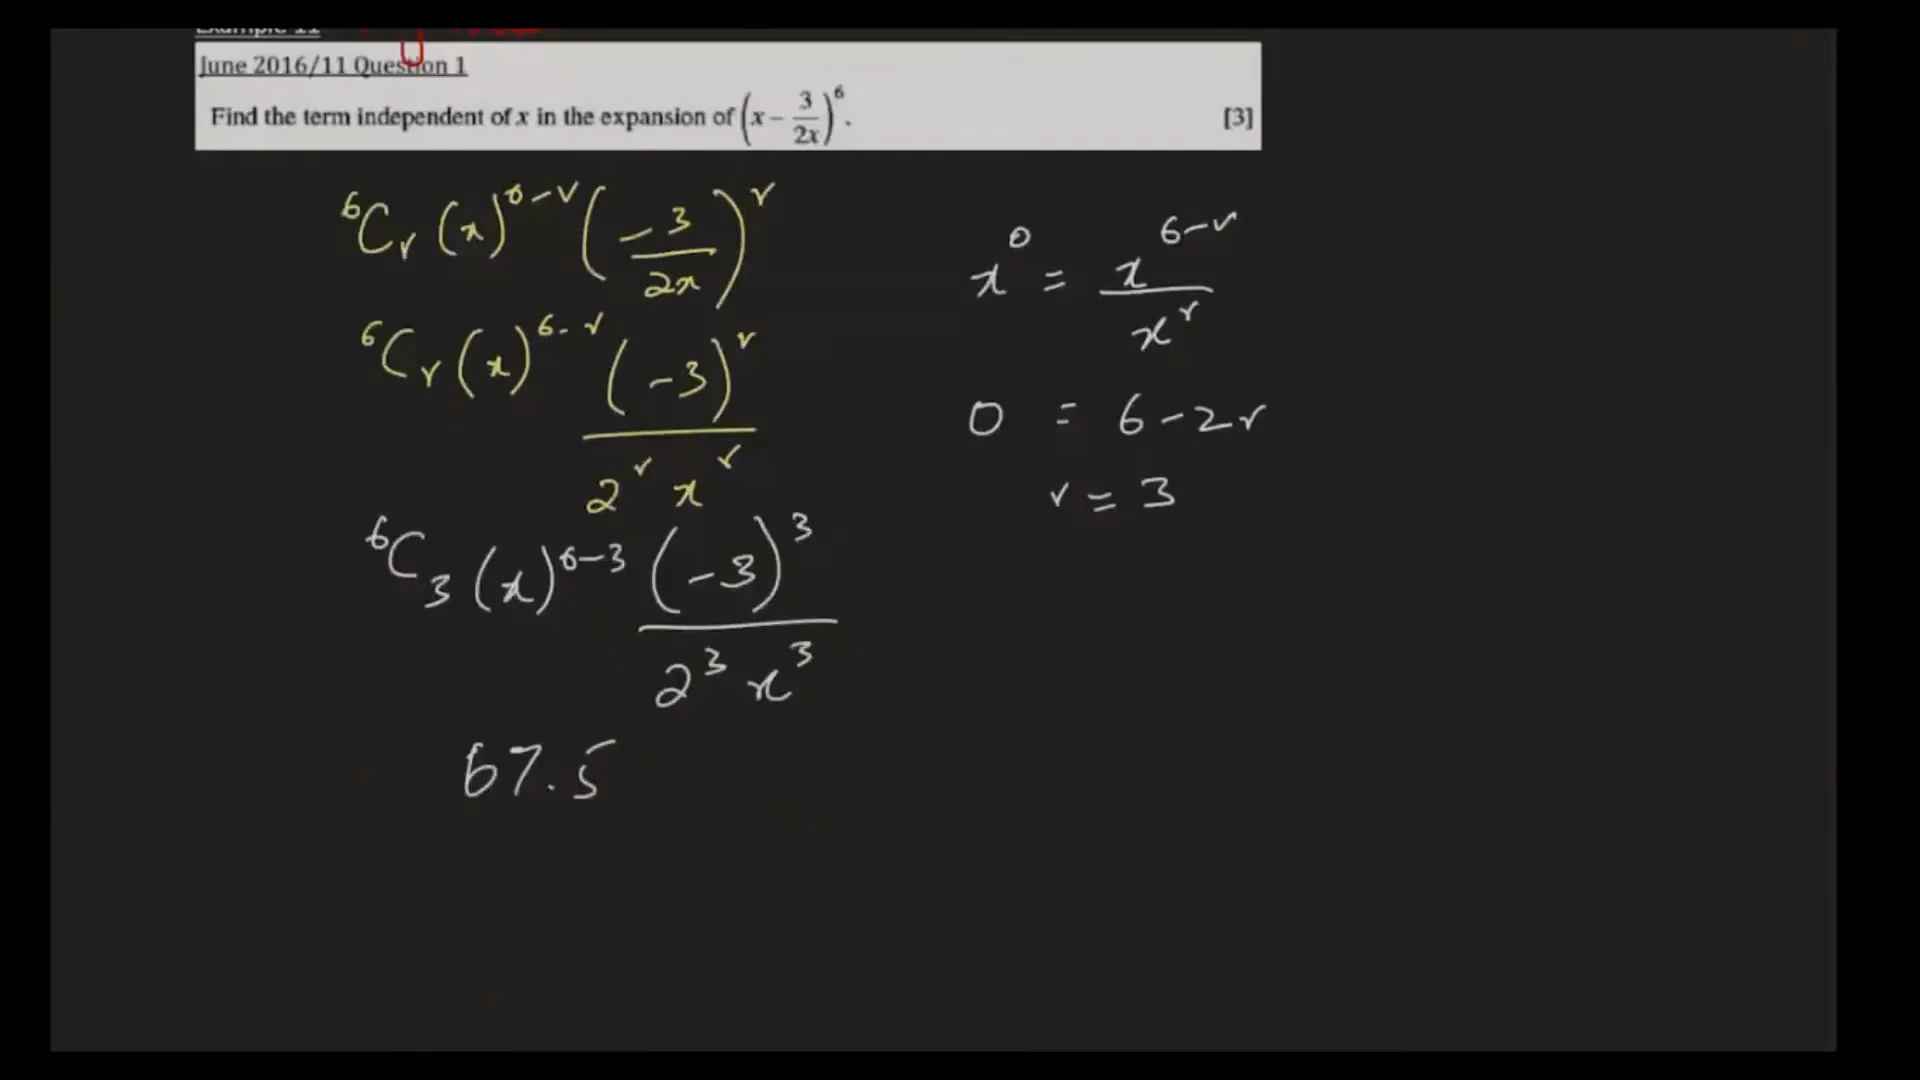 Example 11
June 2016/11 Question 1
Find the term independent of x in the expansion of (x − 3/2x)^6. [3]
⁶Cᵣ (x)^(6−r) (−3/2x)^r
⁶Cᵣ (x)^(6−r) (−3)^r / 2^r x^r
⁶C₃ (x)^(6−3) (−3)^3 / 2^3 x^3
67.5
x^0 = x^(6−r) / x^r
0 = 6−2r
r = 3